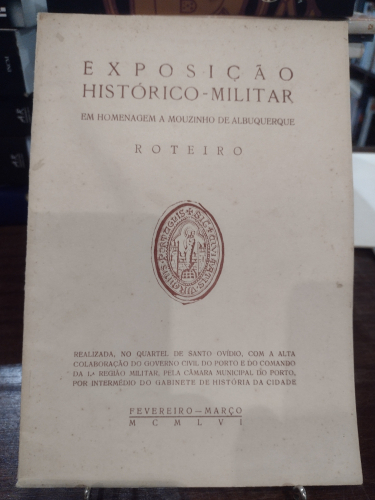 EXPOSIÇÃO
HISTÓRICO-MILITAR
EM HOMENAGEM A MOUZINHO DE ALBUQUERQUE
ROTEIRO
REALIZADA, NO QUARTEL DE SANTO OVÍDIO, COM A ALTA
COLABORAÇÃO DO GOVERNO CIVIL DO PORTO E DO COMANDO
DA I.ª REGIÃO MILITAR, PELA CÂMARA MUNICIPAL DO PORTO,
POR INTERMÉDIO DO GABINETE DE HISTÓRIA DA CIDADE
FEVEREIRO—MARÇO
MCMLVI